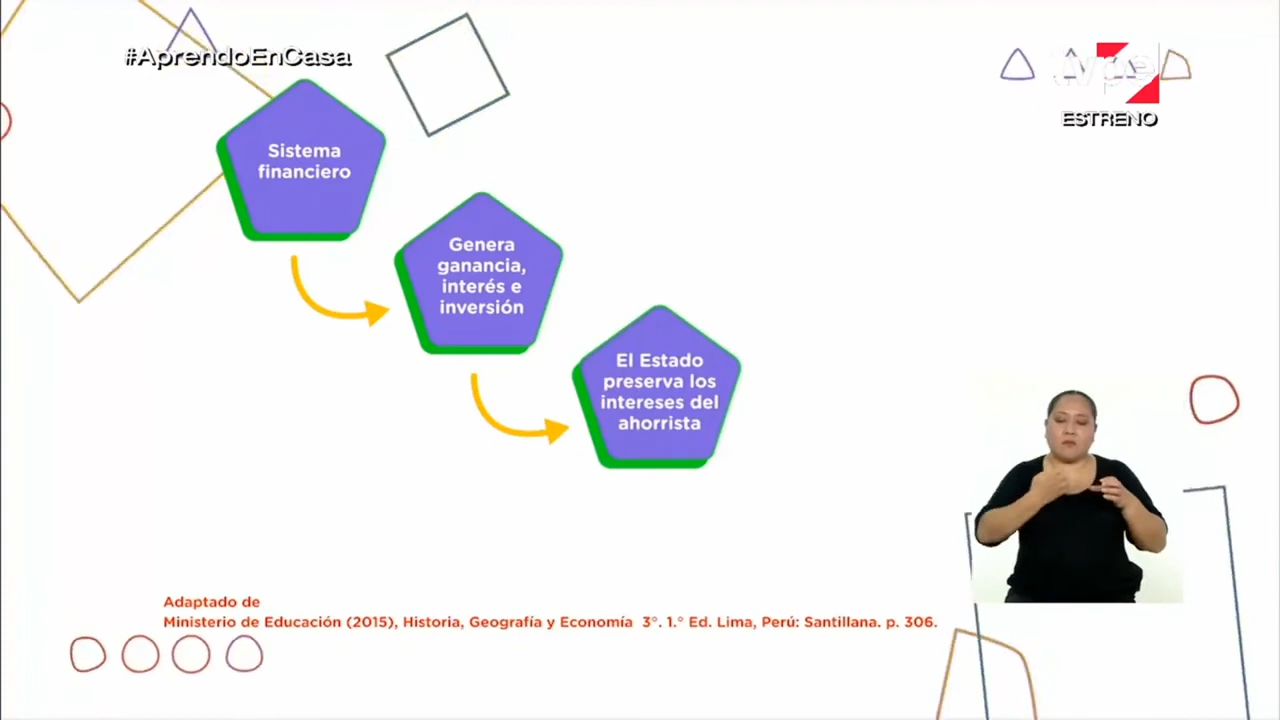 #AprendoEnCasa
tvpe
ESTRENO
Sistema
financiero
Genera
ganancia,
interés e
inversión
El Estado
preserva los
intereses del
ahorrista
Adaptado de
Ministerio de Educación (2015), Historia, Geografía y Economía 3°. 1.° Ed. Lima, Perú: Santillana. p. 306.